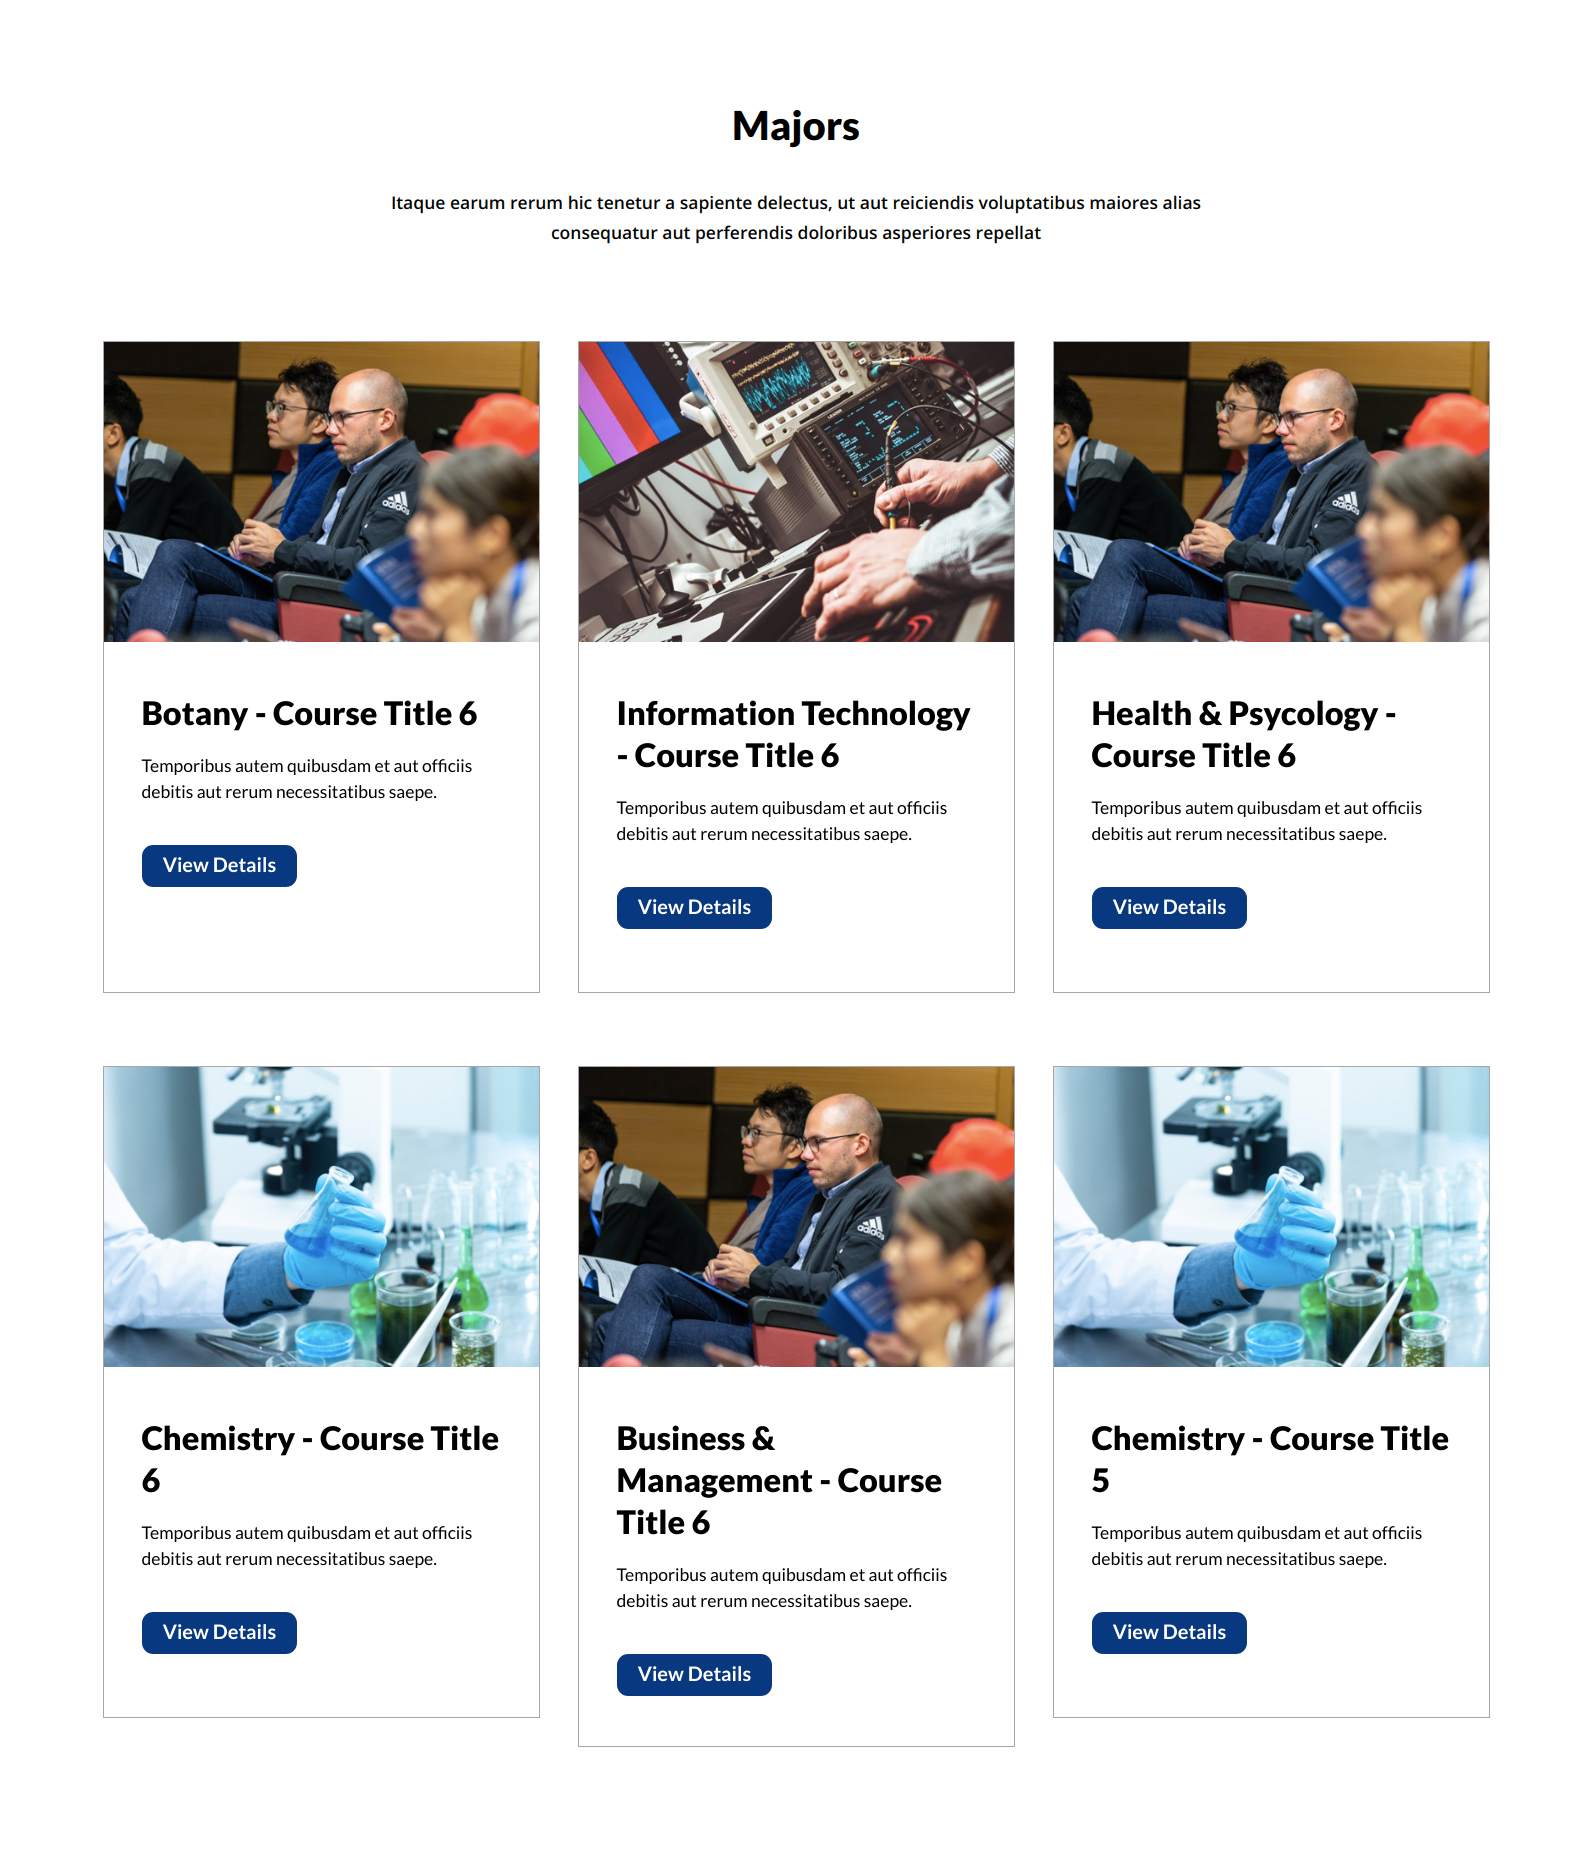 Majors
Itaque earum rerum hic tenetur a sapiente delectus, ut aut reiciendis voluptatibus maiores alias
consequatur aut perferendis doloribus asperiores repellat
adidas
adidas
Botany - Course Title 6
Temporibus autem quibusdam et aut officiis
debitis aut rerum necessitatibus saepe.
View Details
Information Technology
- Course Title 6
Temporibus autem quibusdam et aut officiis
debitis aut rerum necessitatibus saepe.
View Details
Health & Psycology -
Course Title 6
Temporibus autem quibusdam et aut officiis
debitis aut rerum necessitatibus saepe.
View Details
adidas
Chemistry - Course Title
6
Temporibus autem quibusdam et aut officiis
debitis aut rerum necessitatibus saepe.
View Details
Business &
Management - Course
Title 6
Temporibus autem quibusdam et aut officiis
debitis aut rerum necessitatibus saepe.
View Details
Chemistry - Course Title
5
Temporibus autem quibusdam et aut officiis
debitis aut rerum necessitatibus saepe.
View Details